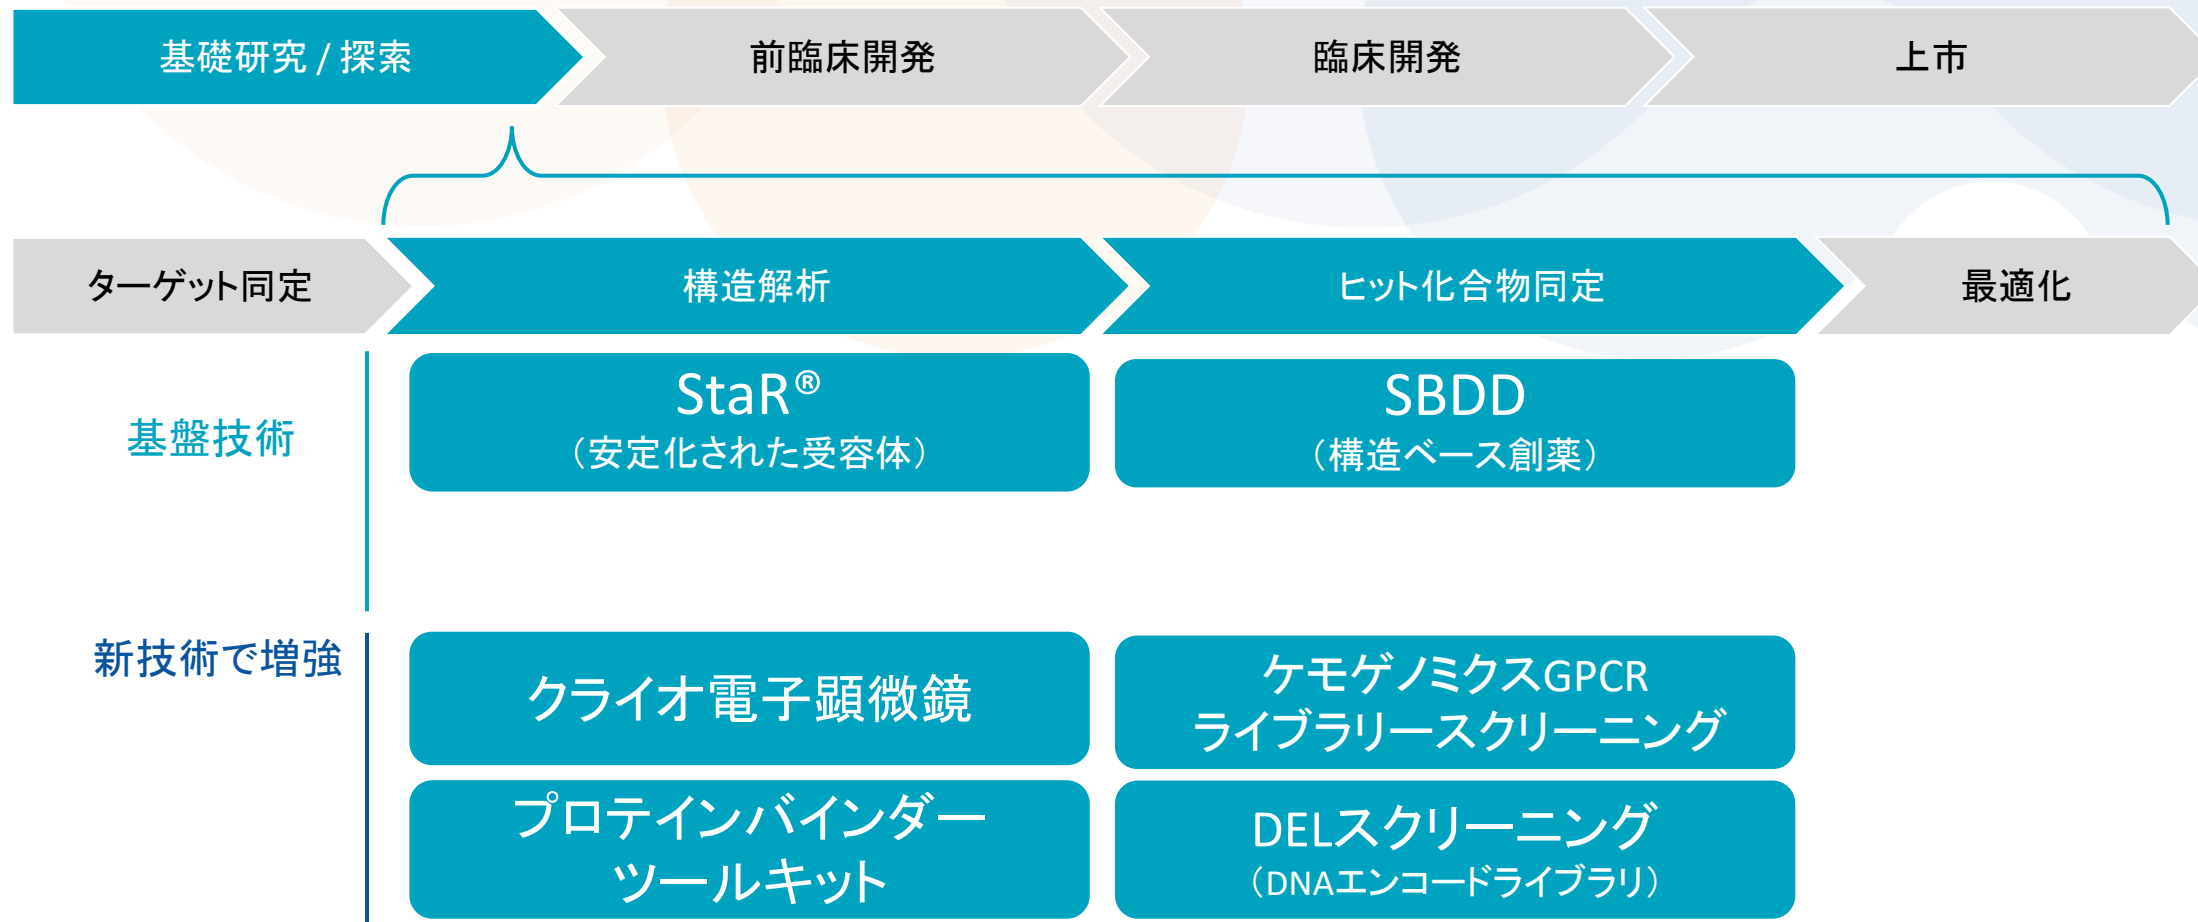 基礎研究 / 探索
前臨床開発
臨床開発
上市
ターゲット同定
構造解析
ヒット化合物同定
最適化
基盤技術
StaR®
（安定化された受容体）
SBDD
（構造ベース創薬）
新技術で増強
クライオ電子顕微鏡
ケモゲノミクスGPCR
ライブラリースクリーニング
プロテインバインダー
ツールキット
DELスクリーニング
（DNAエンコードライブラリ）